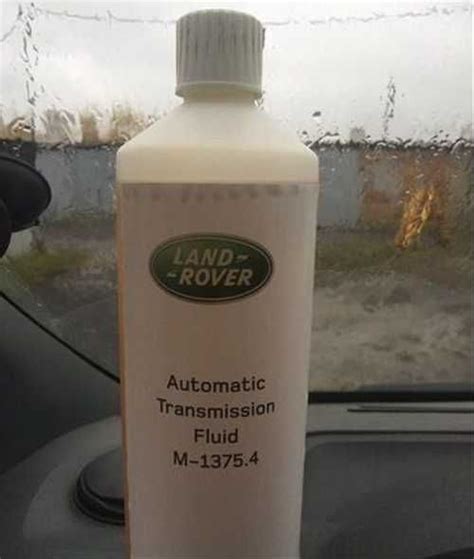 LAND-
-ROVER
Automatic
Transmission
Fluid
M-1375.4